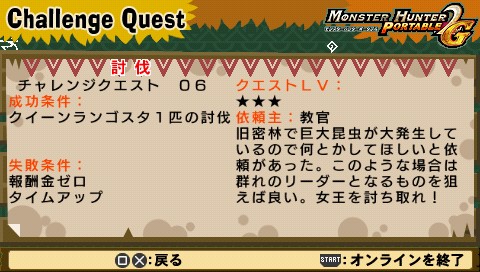 Challenge Quest
MONSTER HUNTER
PORTABLE 2nd G
討伐
チャレンジクエスト 06
成功条件:
クイーンランゴスタ1匹の討伐
失敗条件:
報酬金ゼロ
タイムアップ
クエストLV:
★★★
依頼主:教官
旧密林で巨大昆虫が大発生して
いるので何とかしてほしいと依
頼があった。このような場合は
群れのリーダーとなるものを狙
えば良い。女王を討ち取れ!
□×:戻る
START:オンラインを終了